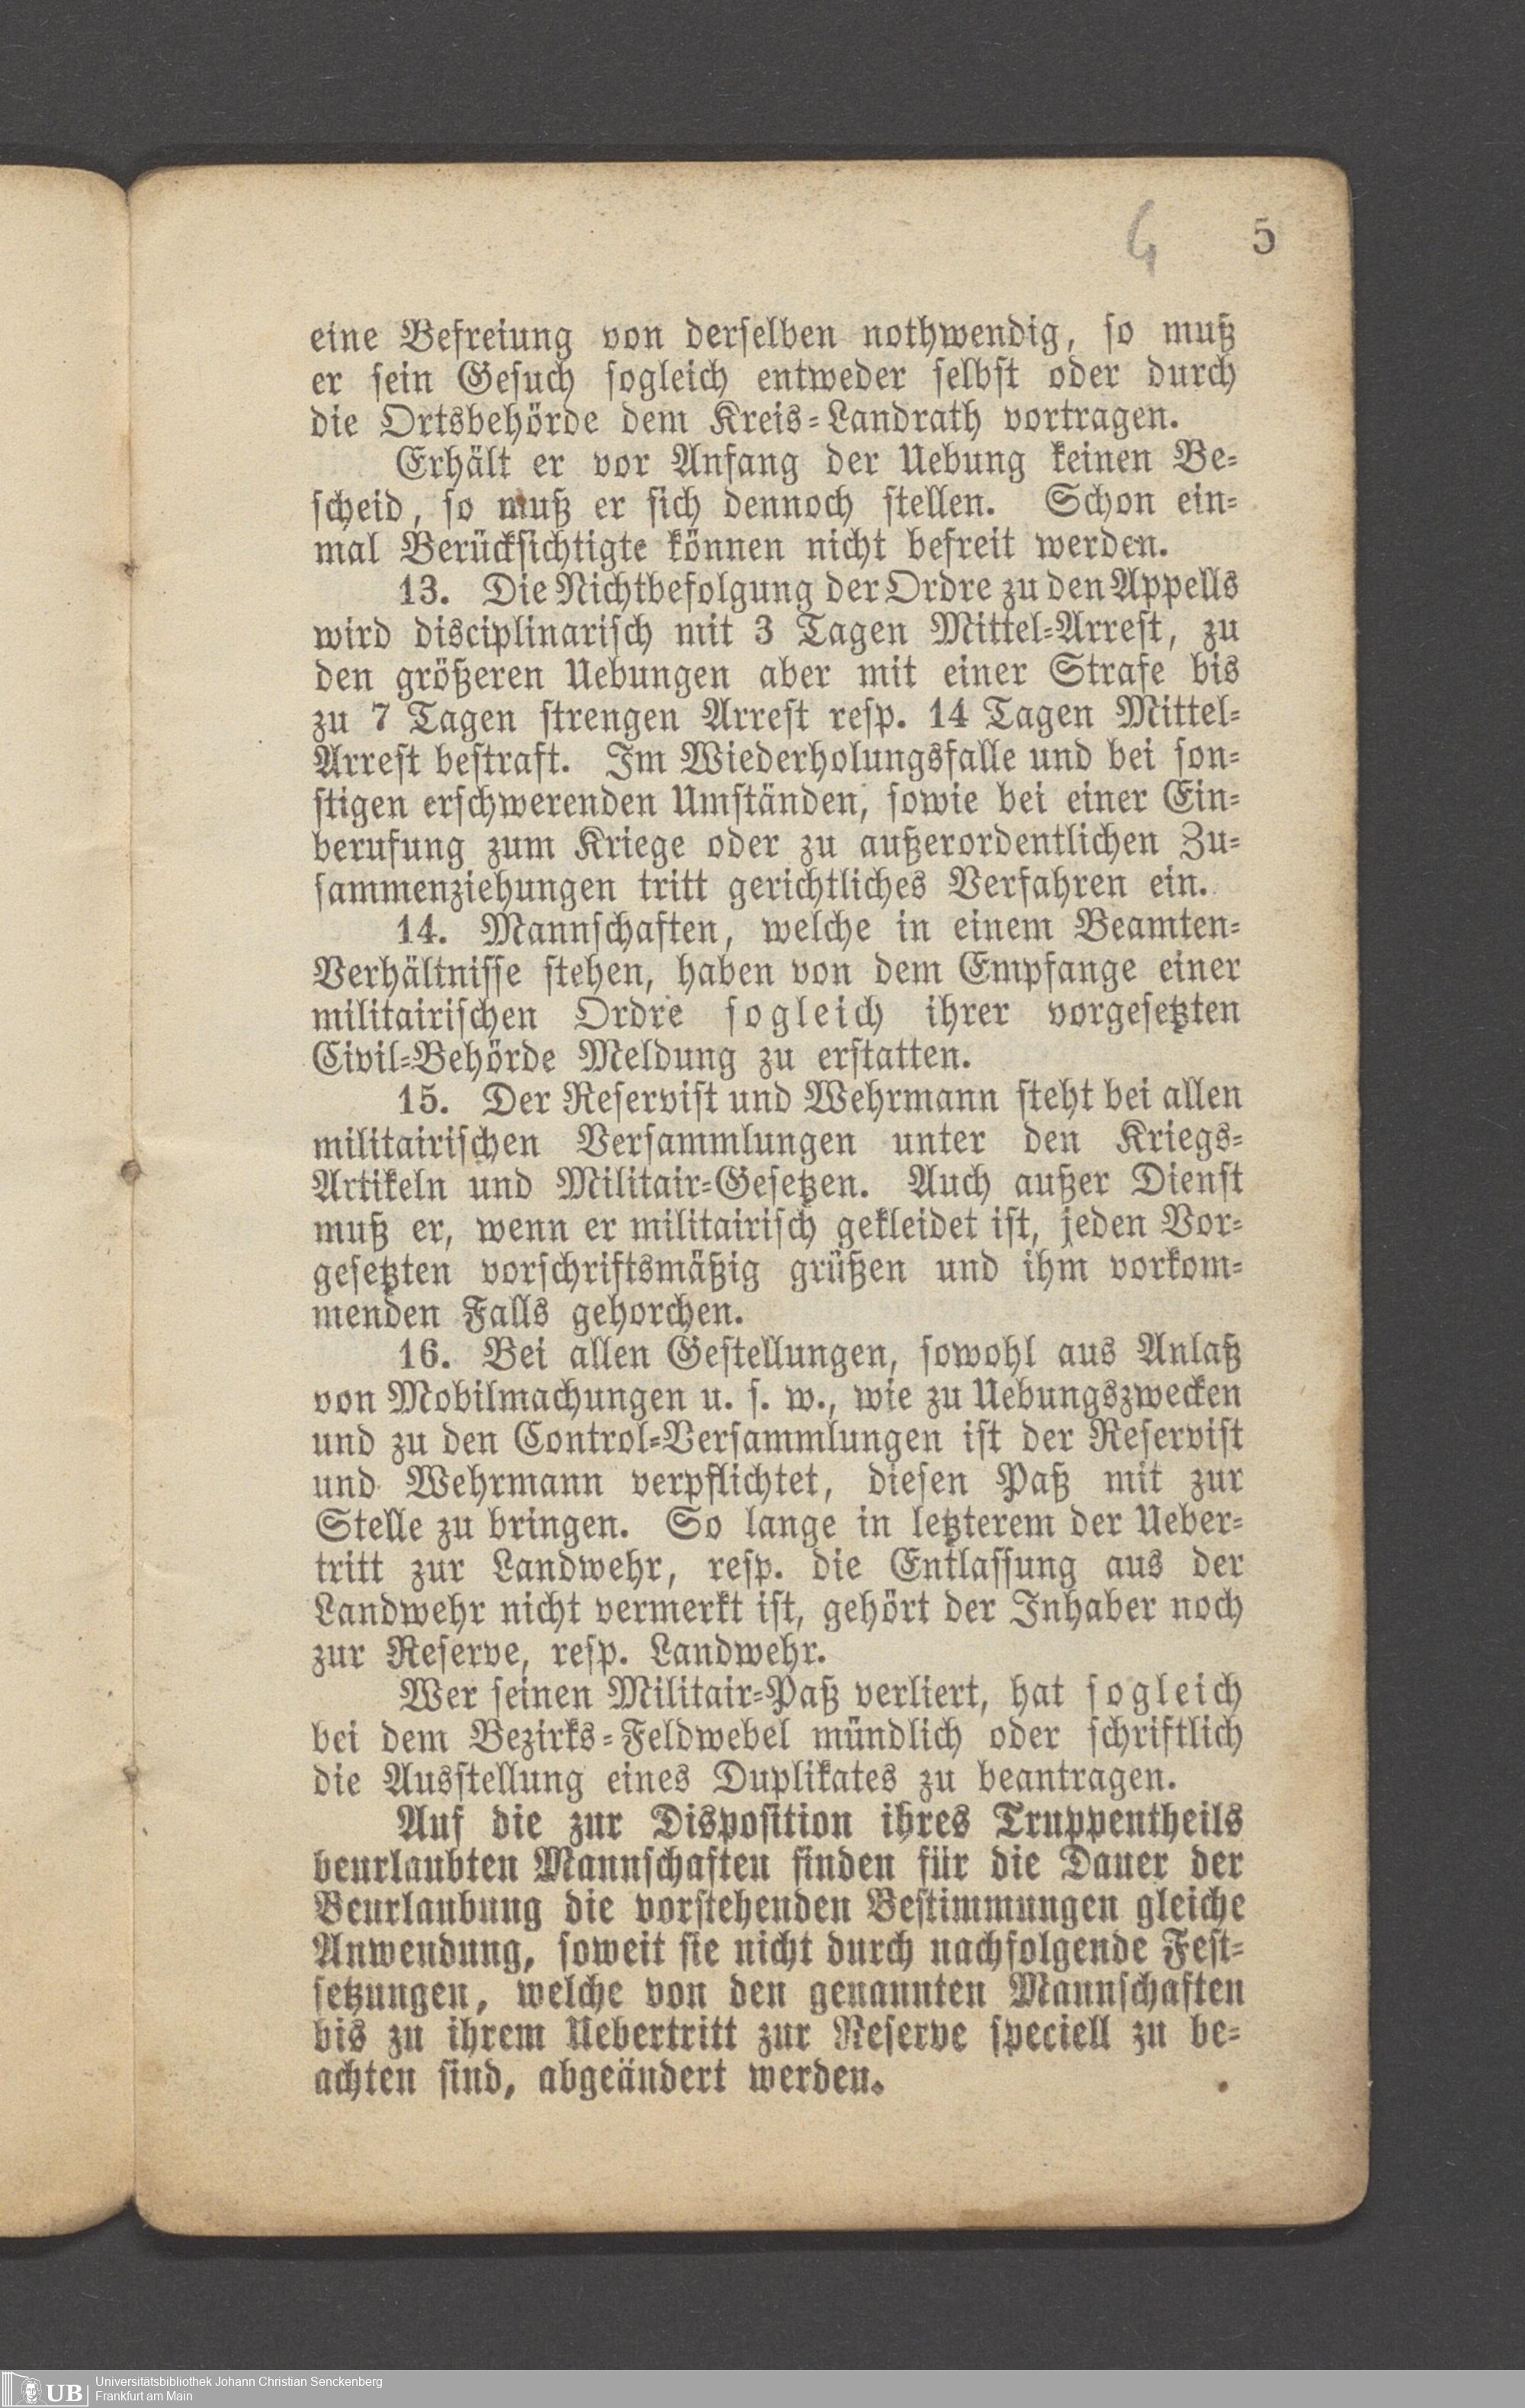 4 5
eine Befreiung von derselben nothwendig, so muß
er sein Gesuch sogleich entweder selbst oder durch
die Ortsbehörde dem Kreis-Landrath vortragen.
Erhält er vor Anfang der Uebung keinen Be-
scheid, so muß er sich dennoch stellen. Schon ein-
mal Berücksichtigte können nicht befreit werden.
13. Die Nichtbefolgung der Ordre zu den Appells
wird disciplinarisch mit 3 Tagen Mittel-Arrest, zu
den größeren Uebungen aber mit einer Strafe bis
zu 7 Tagen strengen Arrest resp. 14 Tagen Mittel-
Arrest bestraft. Im Wiederholungsfalle und bei son-
stigen erschwerenden Umständen, sowie bei einer Ein-
berufung zum Kriege oder zu außerordentlichen Zu-
sammenziehungen tritt gerichtliches Verfahren ein.
14. Mannschaften, welche in einem Beamten-
Verhältnisse stehen, haben von dem Empfange einer
militairischen Ordre sogleich ihrer vorgesetzten
Civil-Behörde Meldung zu erstatten.
15. Der Reservist und Wehrmann steht bei allen
militairischen Versammlungen unter den Kriegs-
Artikeln und Militair-Gesetzen. Auch außer Dienst
muß er, wenn er militairisch gekleidet ist, jeden Vor-
gesetzten vorschriftsmäßig grüßen und ihm vorkom-
menden Falls gehorchen.
16. Bei allen Gestellungen, sowohl aus Anlaß
von Mobilmachungen u. s. w., wie zu Uebungszwecken
und zu den Control-Versammlungen ist der Reservist
und Wehrmann verpflichtet, diesen Paß mit zur
Stelle zu bringen. So lange in letzterem der Ueber-
tritt zur Landwehr, resp. die Entlassung aus der
Landwehr nicht vermerkt ist, gehört der Inhaber noch
zur Reserve, resp. Landwehr.
Wer seinen Militair-Paß verliert, hat sogleich
bei dem Bezirks-Feldwebel mündlich oder schriftlich
die Ausstellung eines Duplikates zu beantragen.
Auf die zur Disposition ihres Truppentheils
beurlaubten Mannschaften finden für die Dauer der
Beurlaubung die vorstehenden Bestimmungen gleiche
Anwendung, soweit sie nicht durch nachfolgende Fest-
setzungen, welche von den genannten Mannschaften
bis zu ihrem Uebertritt zur Reserve speciell zu be-
achten sind, abgeändert werden.
UB Universitätsbibliothek Johann Christian Senckenberg
Frankfurt am Main